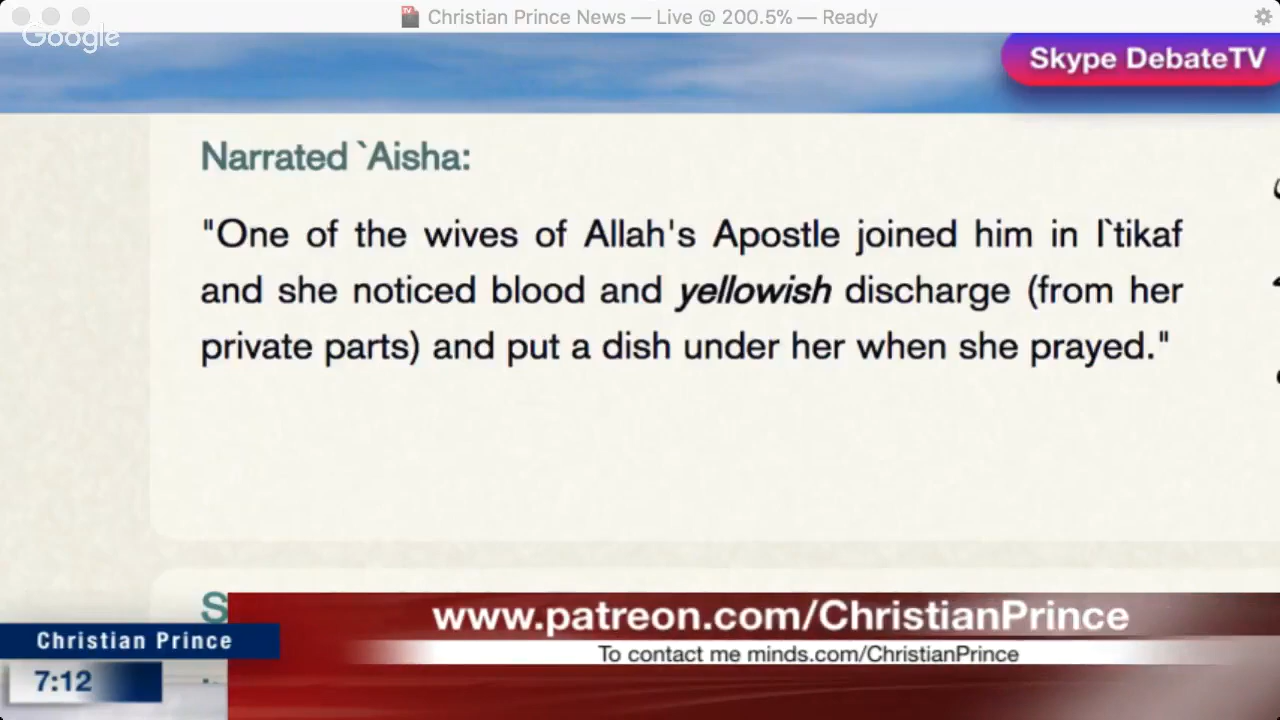 Christian Prince News — Live @ 200.5% — Ready
Google
Skype DebateTV
Narrated `Aisha:
"One of the wives of Allah's Apostle joined him in I`tikaf
and she noticed blood and yellowish discharge (from her
private parts) and put a dish under her when she prayed."
www.patreon.com/ChristianPrince
To contact me minds.com/ChristianPrince
Christian Prince
7:12